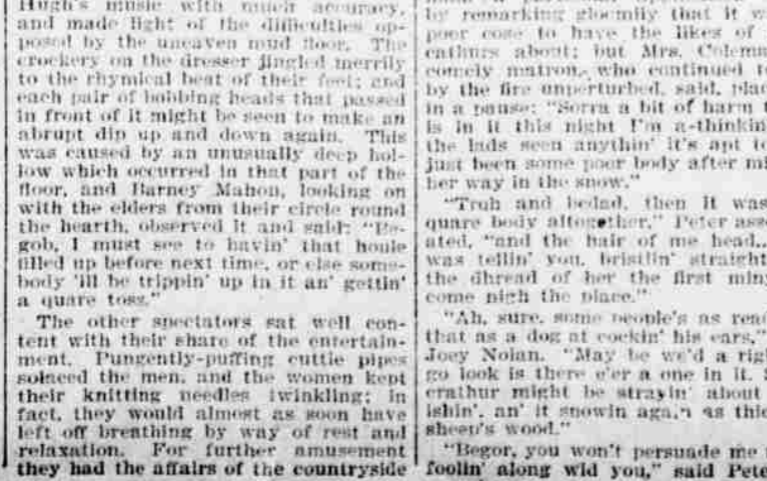 Hugh's music with much accuracy,
and made light of the difficulties op-
posed by the uneaven mud floor. The
crockery on the dresser jingled merrily
to the rhymical beat of their feet; and
each pair of bobbing heads that passed
in front of it might be seen to make an
abrupt dip up and down again. This
was caused by an unusually deep hol-
low which occurred in that part of the
floor, and Barney Mahon, looking on
with the elders from their circle round
the hearth, observed it and said: "Be-
gob, I must see to havin' that houle
filled up before next time, or else some-
body 'ill be trippin' up in it an' gettin'
a quare toss."
The other spectators sat well con-
tent with their share of the entertain-
ment. Pungently-puffing cuttie pipes
solaced the men, and the women kept
their knitting needles twinkling; in
fact, they would almost as soon have
left off breathing by way of rest and
relaxation. For further amusement
they had the affairs of the countryside
by remarking gloomily that it w
poor cose to have the likes of
cathurs about; but Mrs. Colem
comely matron, who continued t
by the fire unperturbed, said, pla
in a pause: "Sorra a bit of harm t
is in it this night I'm a-thinkin
the lads seen anythin' it's apt to
just been some poor body after mi
her way in the snow."
"Truh and bedad, then it was
quare body altogether," Peter ass
ated, "and the hair of me head,
was tellin' you, bristlin' straight
the dhread of her the first min
come nigh the place."
"Ah, sure, some people's as rea
that as a dog at cockin' his ears,"
Joey Nolan. "May be we'd a rig
go look is there e'er a one in it.
crathur might be strayin' about
ishin', an' it snowin aga,n as thi
sheep's wood."
"Begor, you won't persuade me
foolin' along wid you," said Pete